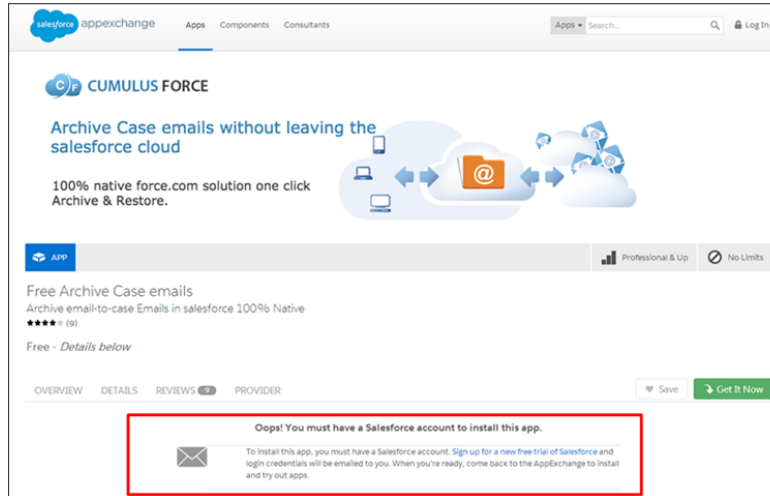 salesforce appexchange Apps Components Consultants Apps Search... Log In
CF CUMULUS FORCE
Archive Case emails without leaving the
salesforce cloud
100% native force.com solution one click
Archive & Restore.
@
APP Professional & Up No Limits
Free Archive Case emails
Archive email-to-case Emails in salesforce 100% Native
(9)
Free - Details below
OVERVIEW DETAILS REVIEWS 9 PROVIDER Save Get It Now
Oops! You must have a Salesforce account to install this app.
To install this app, you must have a Salesforce account. Sign up for a new free trial of Salesforce and
login credentials will be emailed to you. When you're ready, come back to the AppExchange to install
and try out apps.